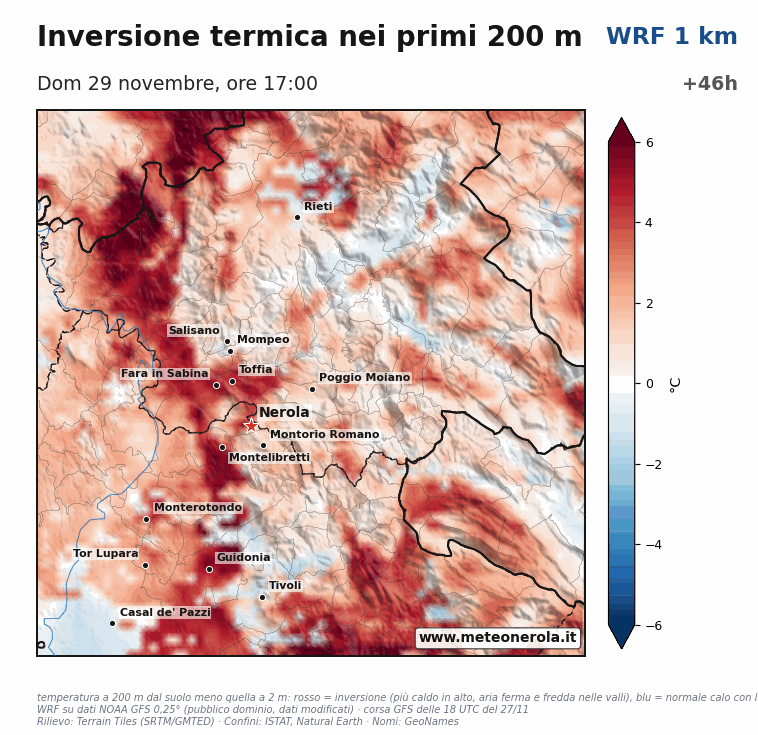 Inversione termica nei primi 200 m
WRF 1 km
Dom 29 novembre, ore 17:00
+46h
Rieti
Salisano
Mompeo
Fara in Sabina
Toffia
Poggio Moiano
Nerola
Montorio Romano
Montelibretti
Monterotondo
Tor Lupara
Guidonia
Tivoli
Casal de' Pazzi
www.meteonerola.it
6
4
2
0
−2
−4
−6
°C
temperatura a 200 m dal suolo meno quella a 2 m: rosso = inversione (più caldo in alto, aria ferma e fredda nelle valli), blu = normale calo con
WRF su dati NOAA GFS 0,25° (pubblico dominio, dati modificati) · corsa GFS delle 18 UTC del 27/11
Rilievo: Terrain Tiles (SRTM/GMTED) · Confini: ISTAT, Natural Earth · Nomi: GeoNames